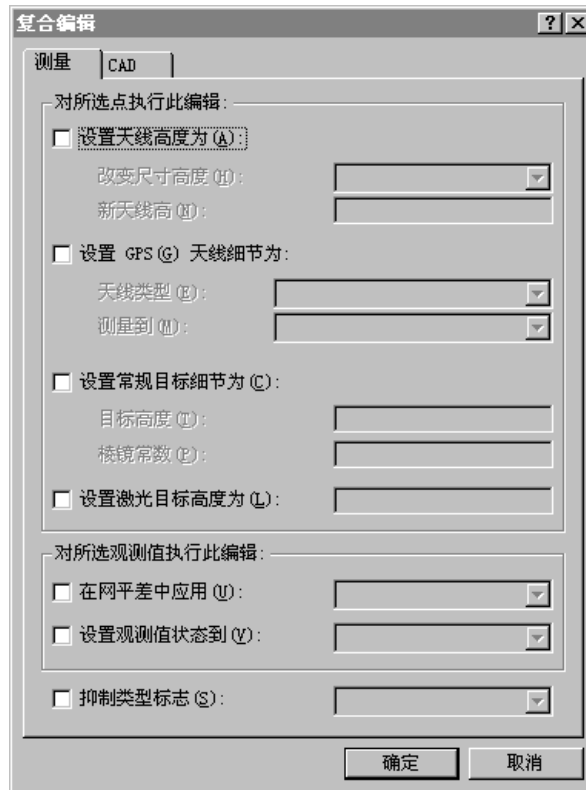 复合编辑
测量 CAD
对所选点执行此编辑:
设置天线高度为(A):
改变尺寸高度(H):
新天线高(N):
设置 GPS(G) 天线细节为:
天线类型(E):
测量到(M):
设置常规目标细节为(C):
目标高度(T):
棱镜常数(P):
设置激光目标高度为(L):
对所选观测值执行此编辑:
在网平差中应用(U):
设置观测值状态到(V):
抑制类型标志(S):
确定 取消